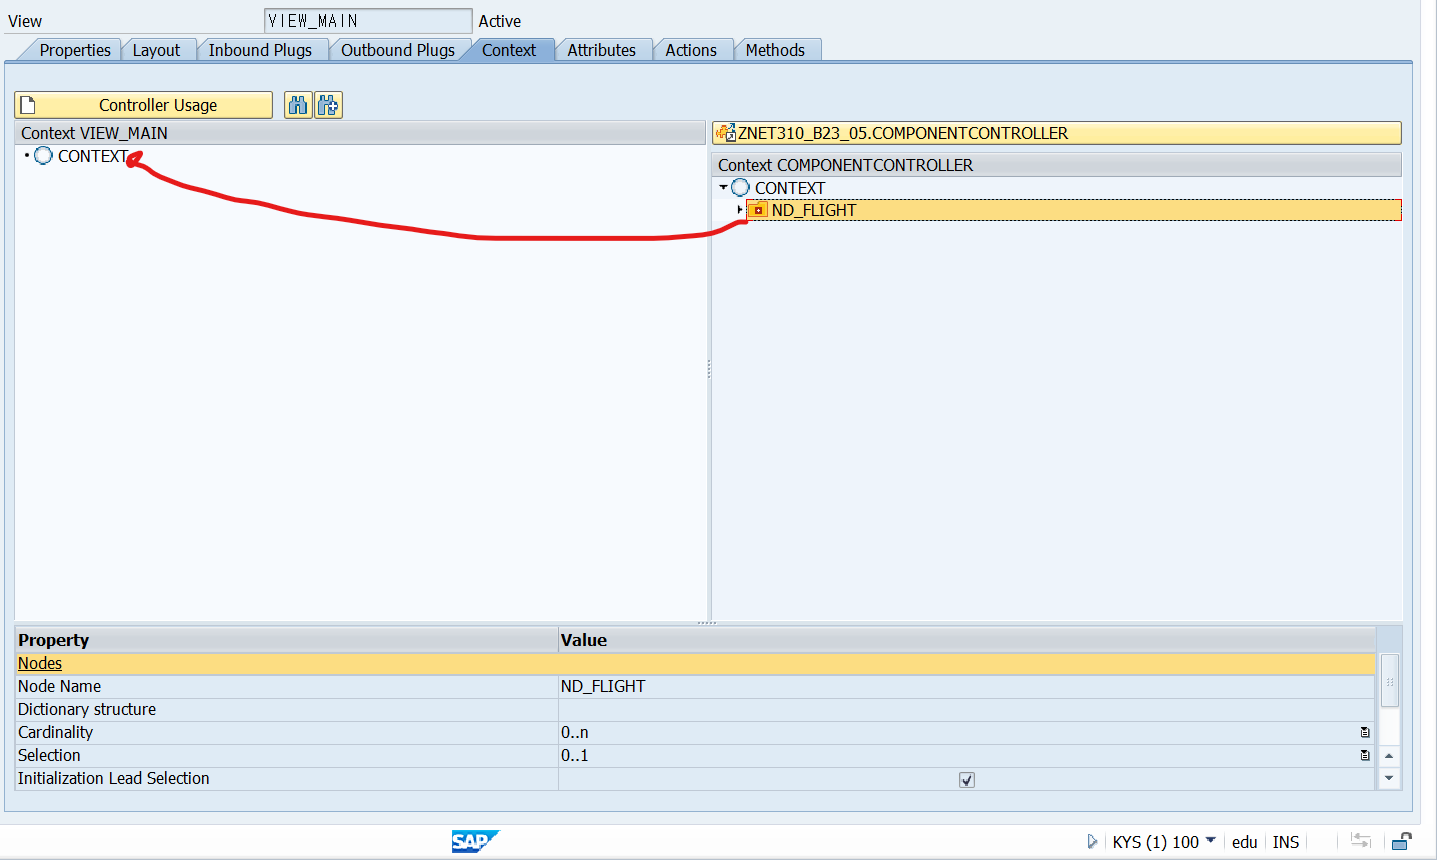 View VIEW_MAIN Active
Properties Layout Inbound Plugs Outbound Plugs Context Attributes Actions Methods
Controller Usage
Context VIEW_MAIN
CONTEXT
ZNET310_B23_05.COMPONENTCONTROLLER
Context COMPONENTCONTROLLER
CONTEXT
ND_FLIGHT
Property Value
Nodes
Node Name ND_FLIGHT
Dictionary structure
Cardinality 0..n
Selection 0..1
Initialization Lead Selection
SAP KYS (1) 100 edu INS